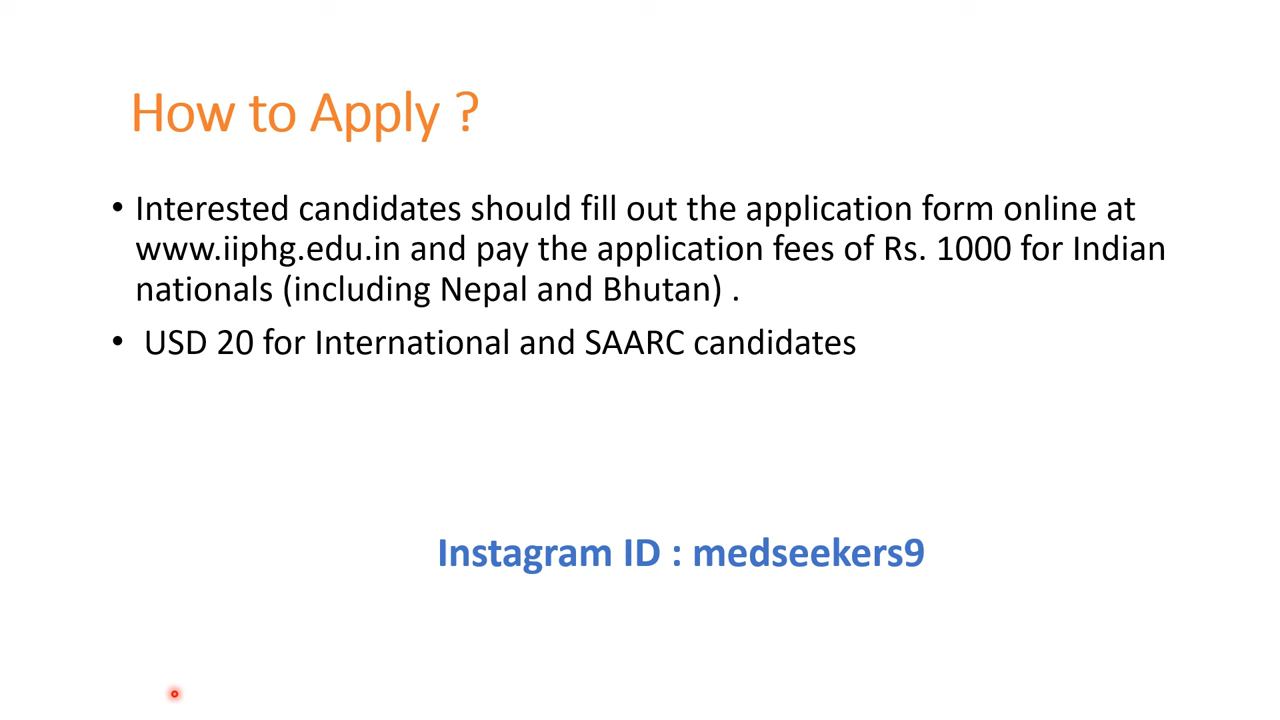 How to Apply ?
• Interested candidates should fill out the application form online at
www.iiphg.edu.in and pay the application fees of Rs. 1000 for Indian
nationals (including Nepal and Bhutan) .
• USD 20 for International and SAARC candidates
Instagram ID : medseekers9